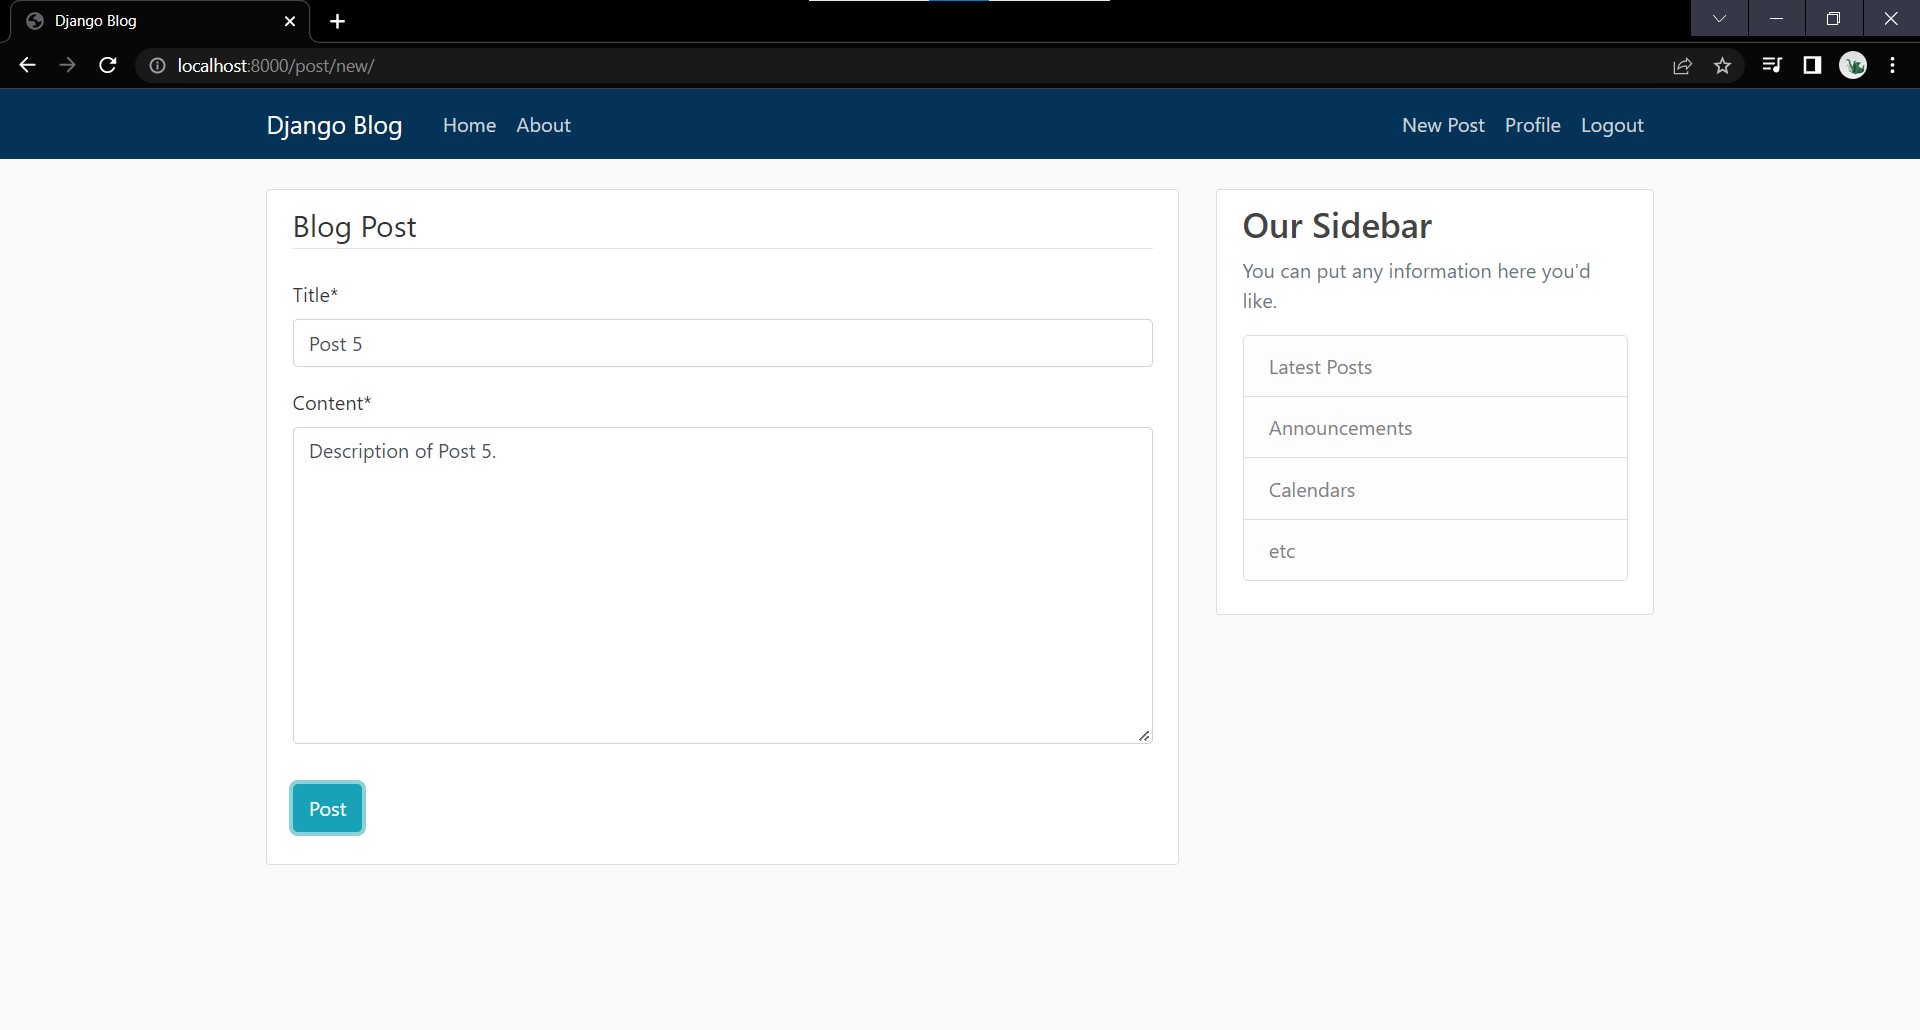 Django Blog
localhost:8000/post/new/
Django Blog Home About New Post Profile Logout
Blog Post
Title*
Post 5
Content*
Description of Post 5.
Post
Our Sidebar
You can put any information here you'd
like.
Latest Posts
Announcements
Calendars
etc